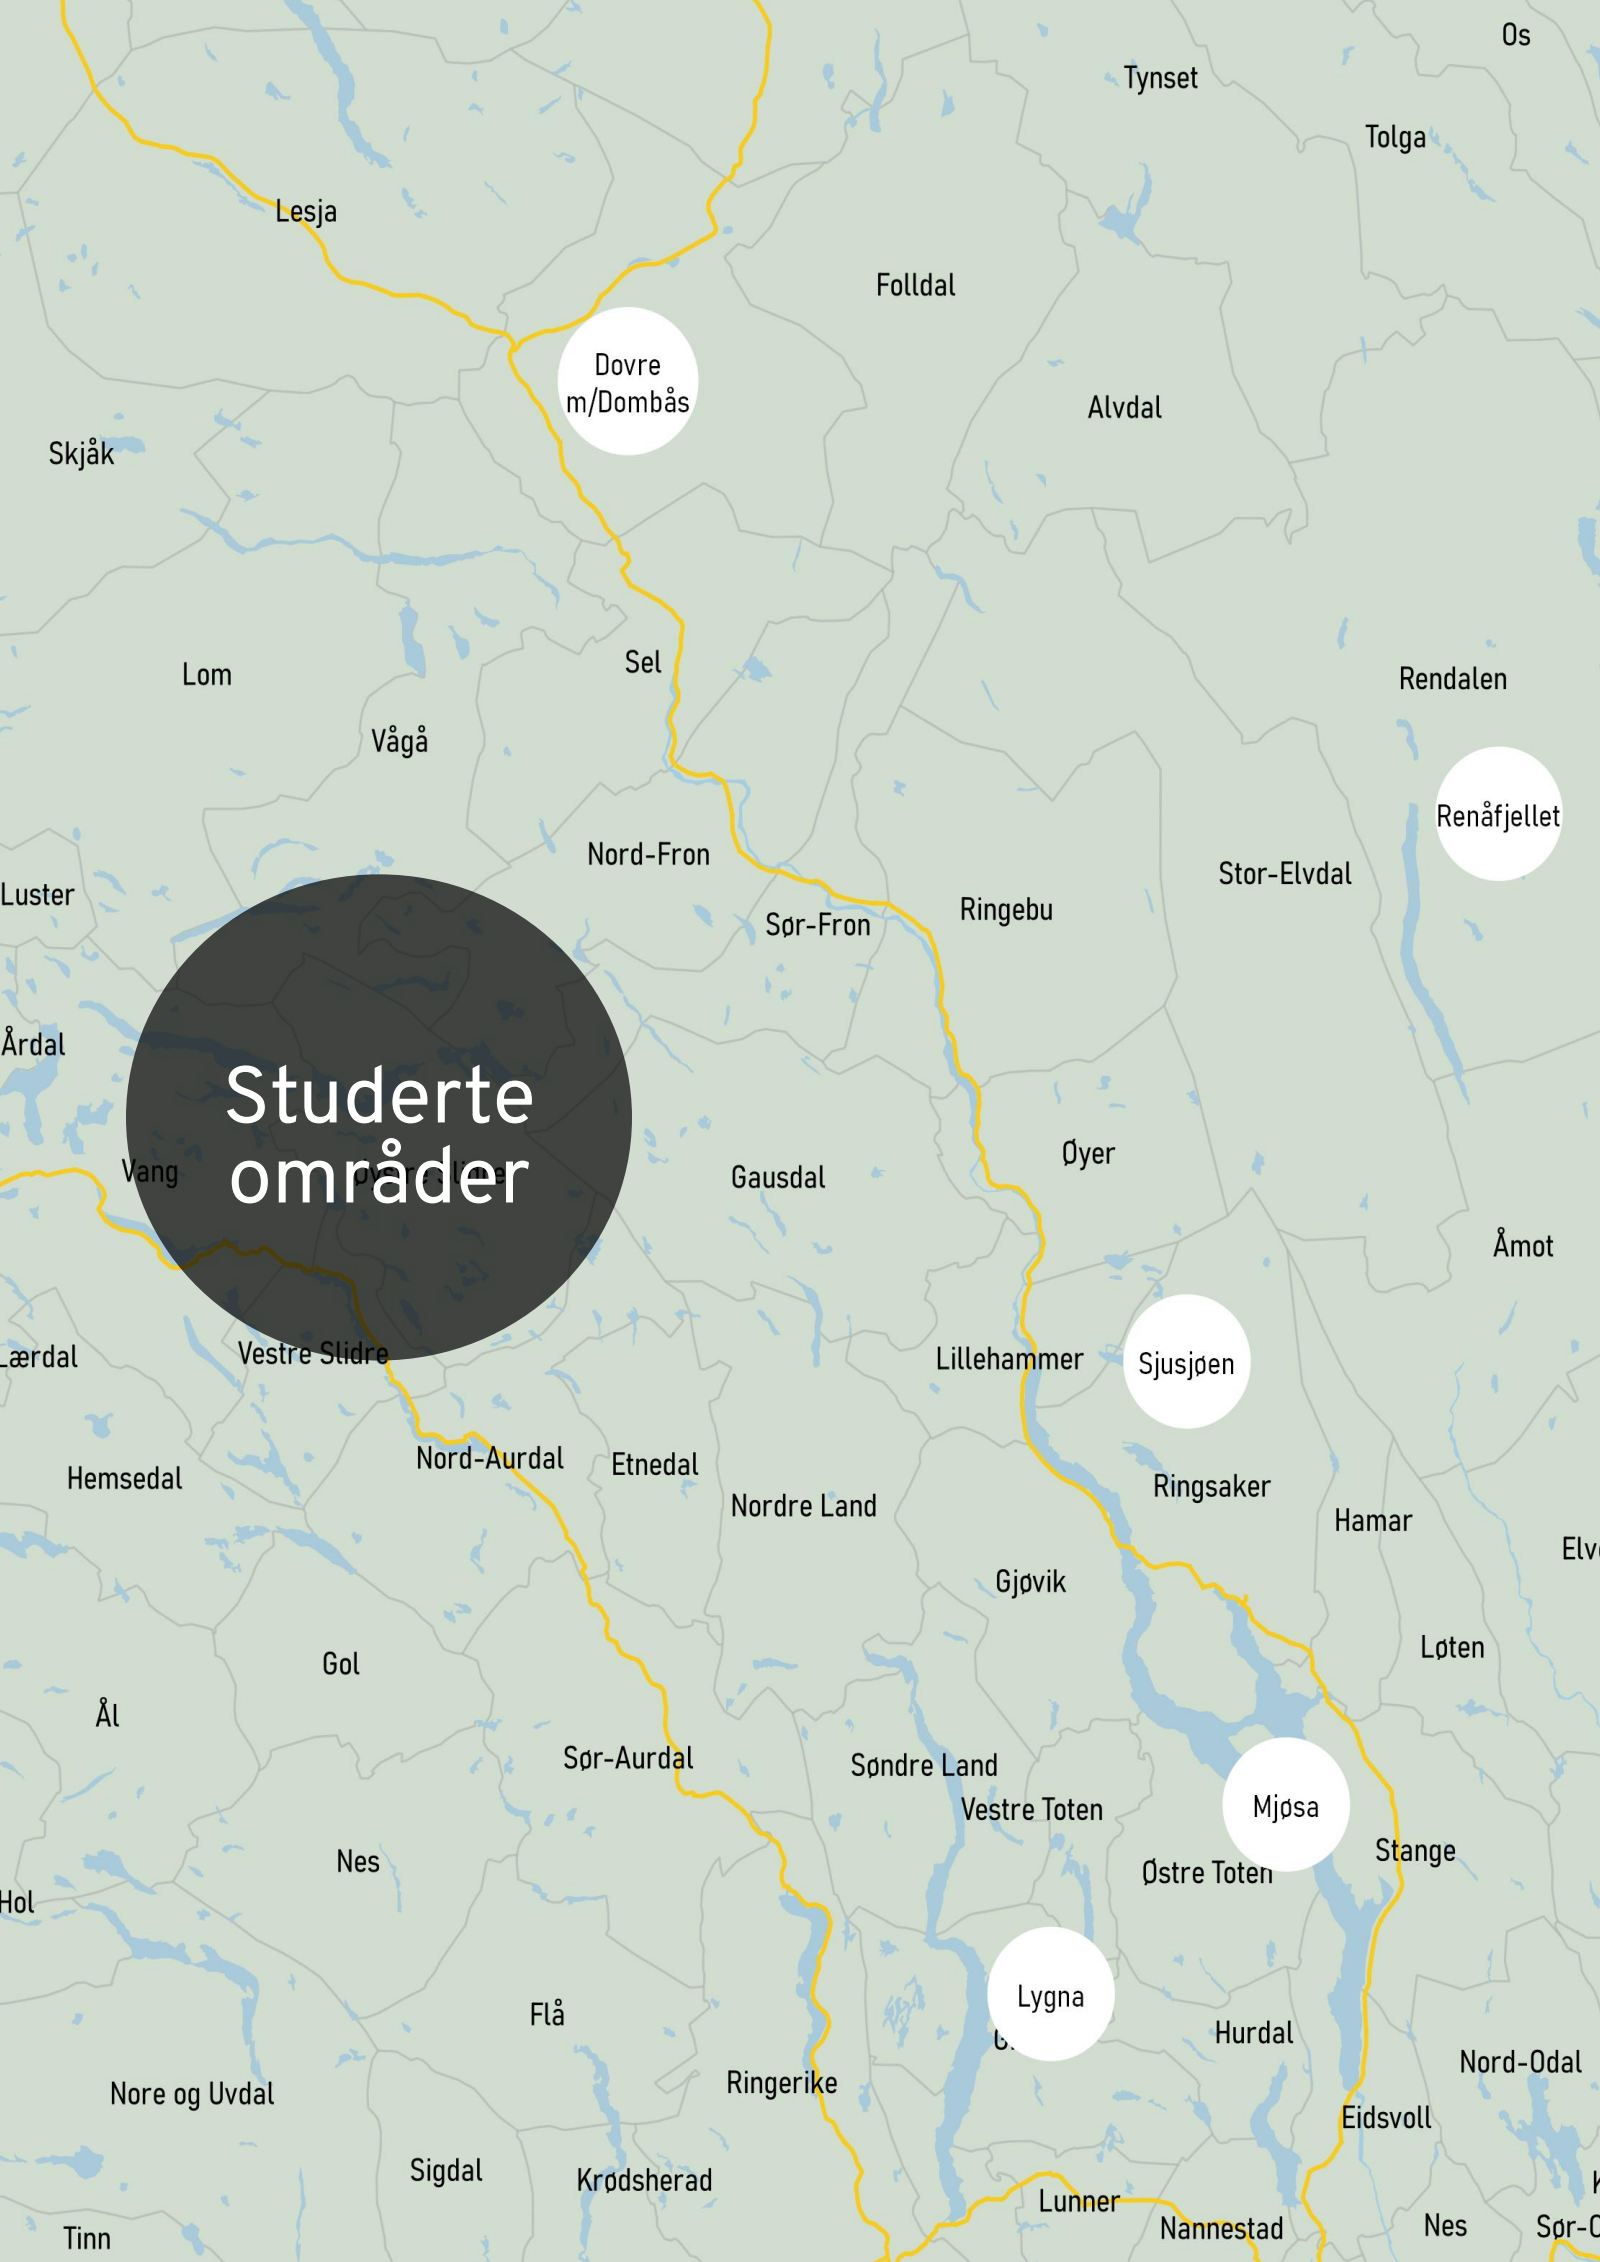 Os
Tynset
Tolga
Lesja
Folldal
Dovre
m/Dombås
Alvdal
Skjåk
Sel
Lom
Rendalen
Vågå
Renåfjellet
Nord-Fron
Stor-Elvdal
Luster
Ringebu
Sør-Fron
Årdal
Studerte
områder
Øyer
Vang
Øystre Slidre
Gausdal
Åmot
Vestre Slidre
Lærdal
Lillehammer
Sjusjøen
Nord-Aurdal
Etnedal
Hemsedal
Ringsaker
Nordre Land
Hamar
Gjøvik
Løten
Gol
Ål
Sør-Aurdal
Søndre Land
Vestre Toten
Mjøsa
Stange
Nes
Østre Toten
Hol
Lygna
Flå
Hurdal
Nord-Odal
Ringerike
Nore og Uvdal
Eidsvoll
Sigdal
Krødsherad
Lunner
Nannestad
Nes
Tinn